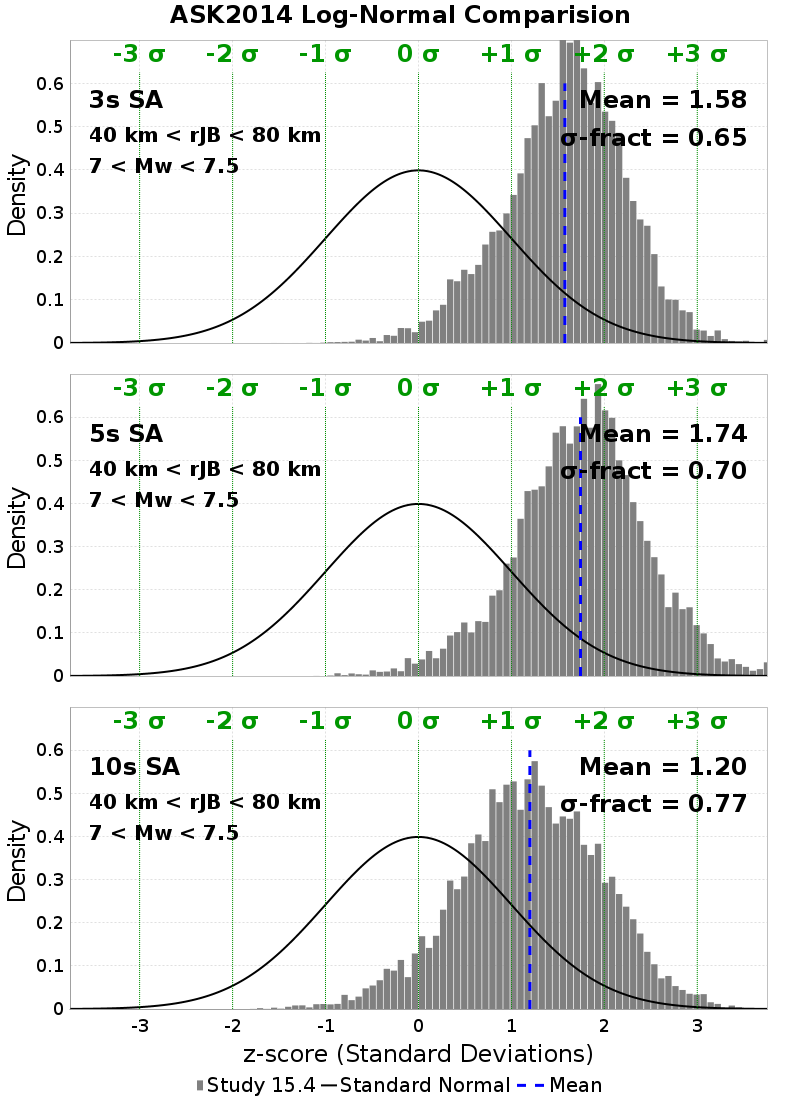 ASK2014 Log-Normal Comparision
-3 σ -2 σ -1 σ 0 σ +1 σ +2 σ +3 σ
3s SA
40 km < rJB < 80 km
7 < Mw < 7.5
Mean = 1.58
σ-fract = 0.65
0.6
0.5
0.4
0.3
0.2
0.1
0
Density
-3 σ -2 σ -1 σ 0 σ +1 σ +2 σ +3 σ
5s SA
40 km < rJB < 80 km
7 < Mw < 7.5
Mean = 1.74
σ-fract = 0.70
0.6
0.5
0.4
0.3
0.2
0.1
0
Density
-3 σ -2 σ -1 σ 0 σ +1 σ +2 σ +3 σ
10s SA
40 km < rJB < 80 km
7 < Mw < 7.5
Mean = 1.20
σ-fract = 0.77
0.6
0.5
0.4
0.3
0.2
0.1
0
Density
-3 -2 -1 0 1 2 3
z-score (Standard Deviations)
Study 15.4 Standard Normal Mean